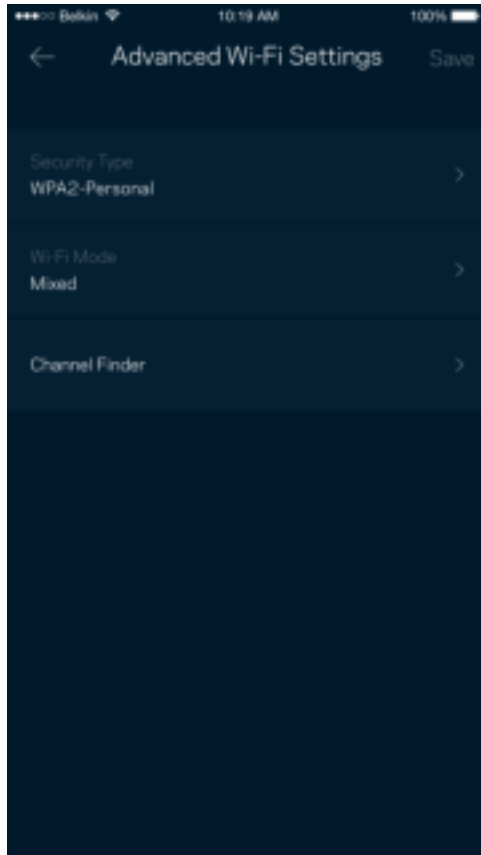 Belkin 10:19 AM 100%
Advanced Wi-Fi Settings Save
Security Type
WPA2-Personal
Wi-Fi Mode
Mixed
Channel Finder